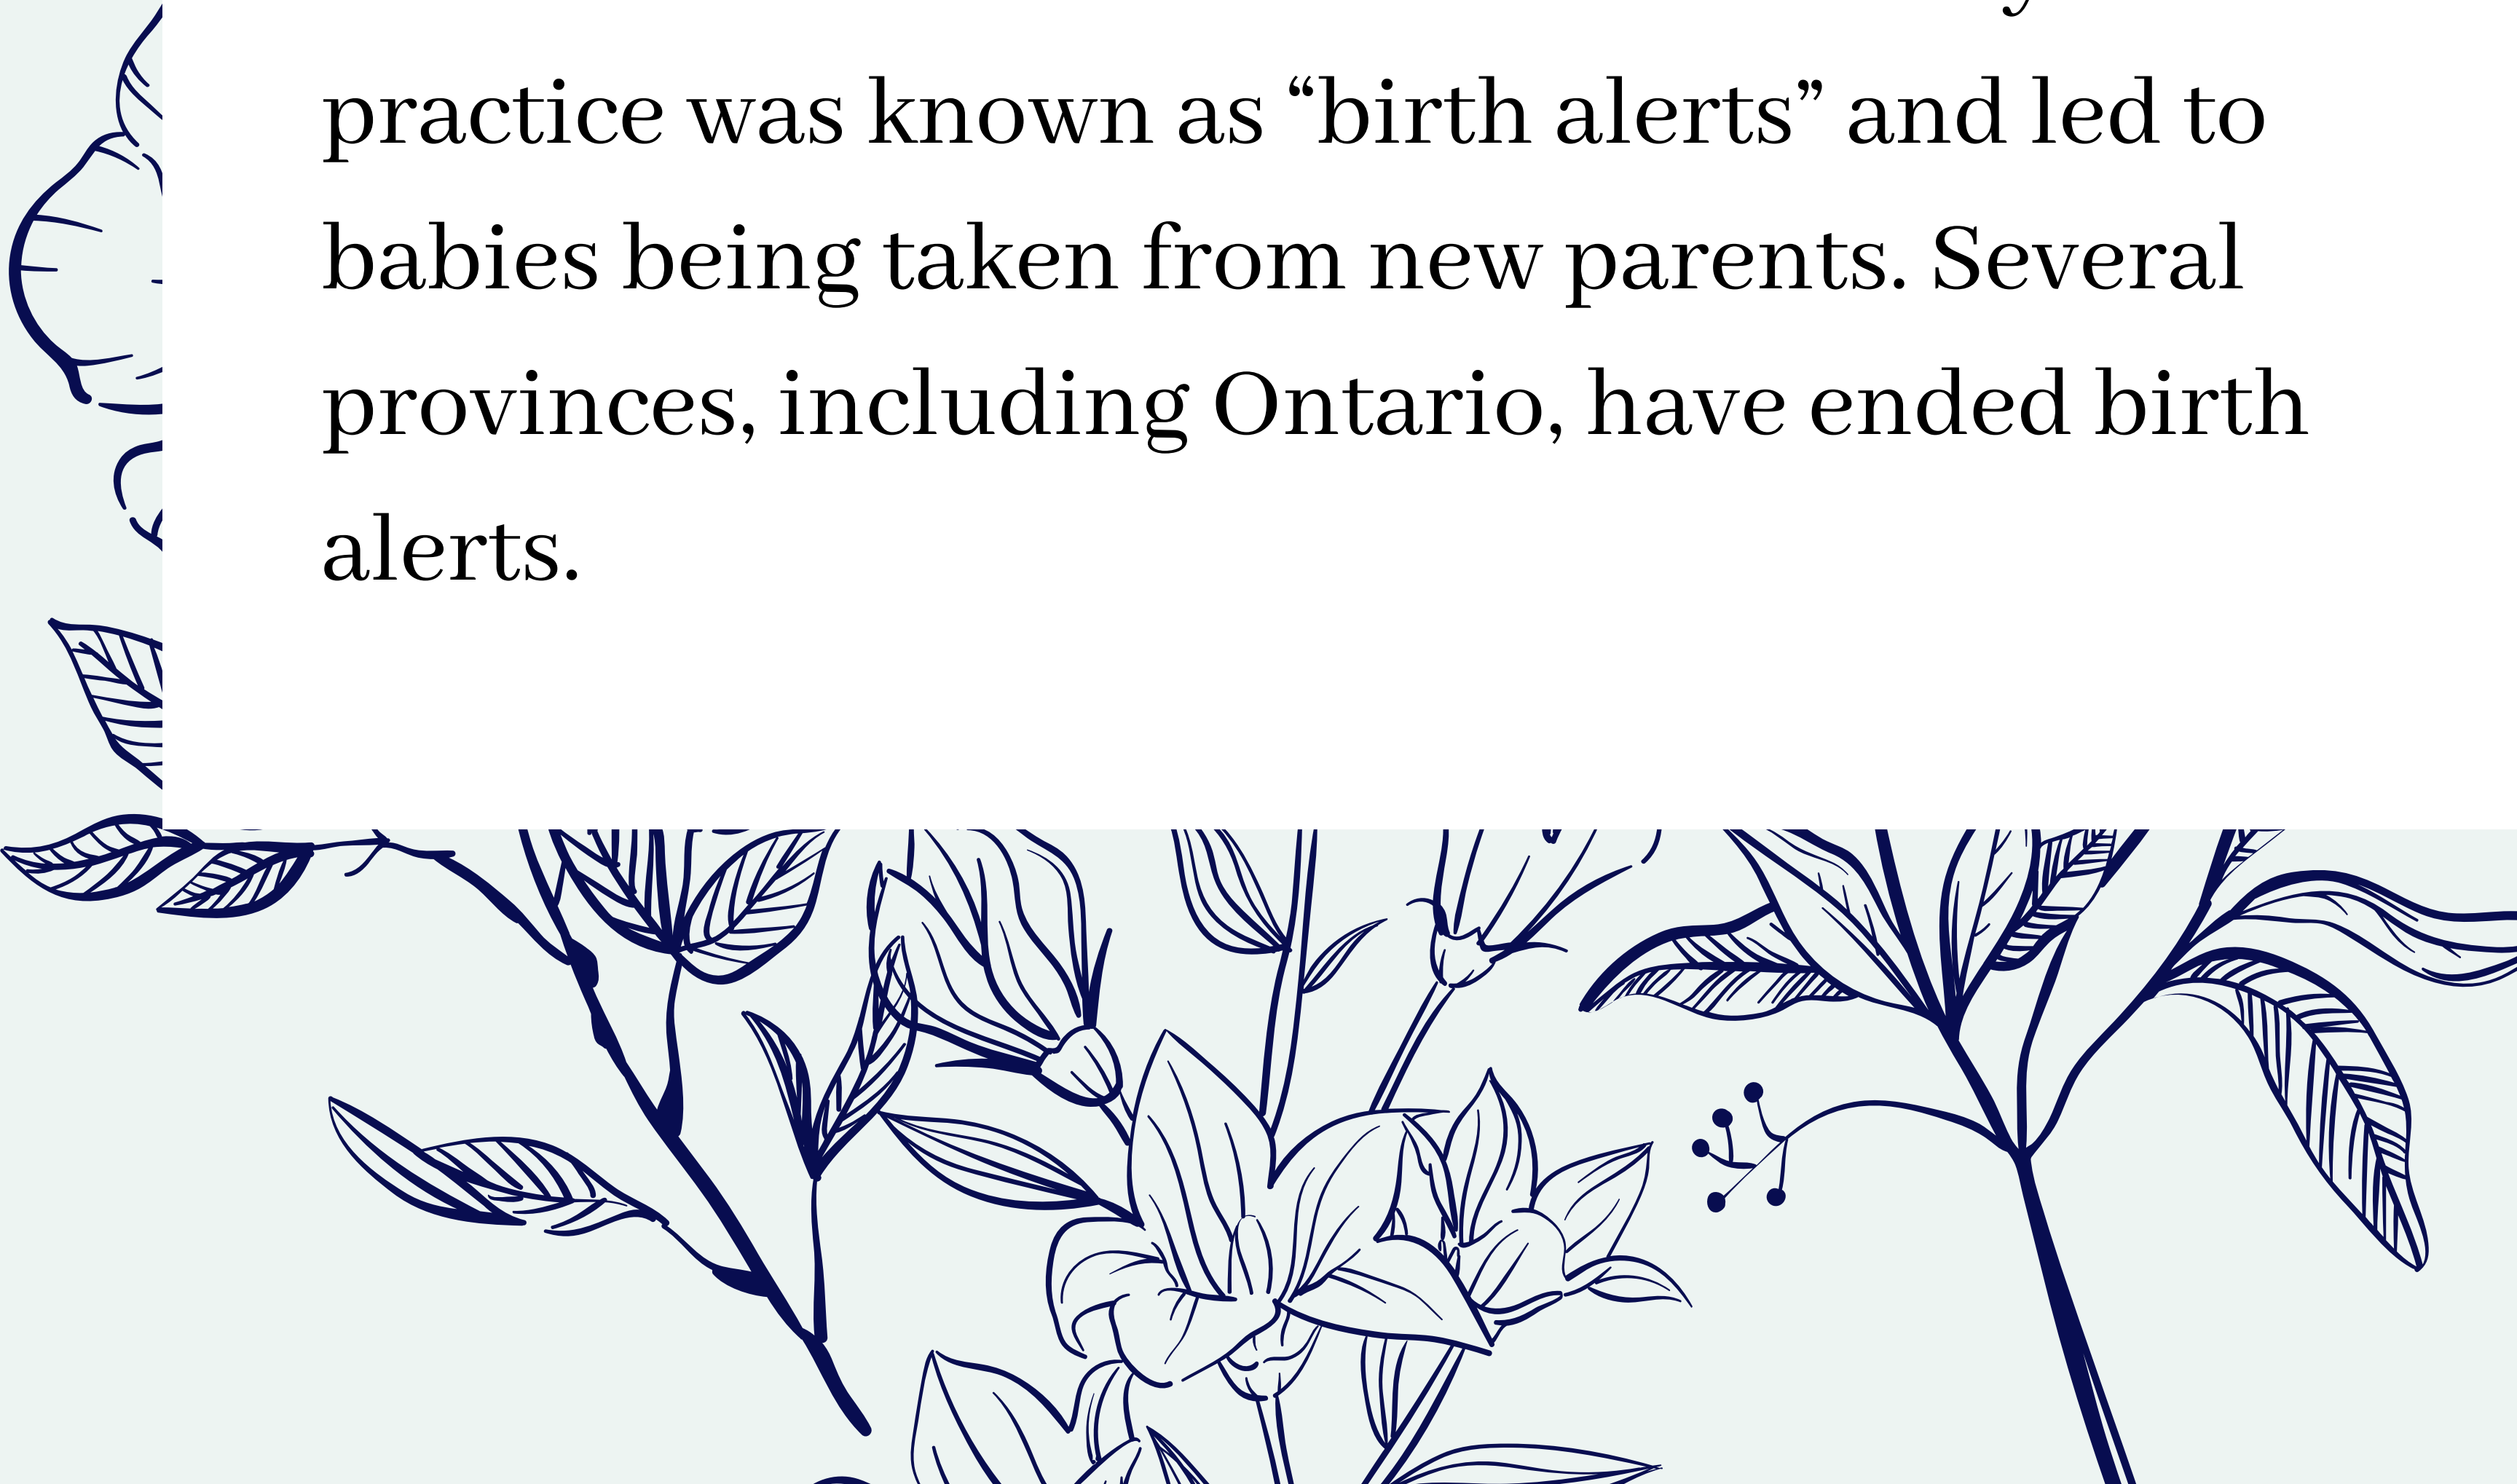 practice was known as “birth alerts” and led to
babies being taken from new parents. Several
provinces, including Ontario, have ended birth
alerts.